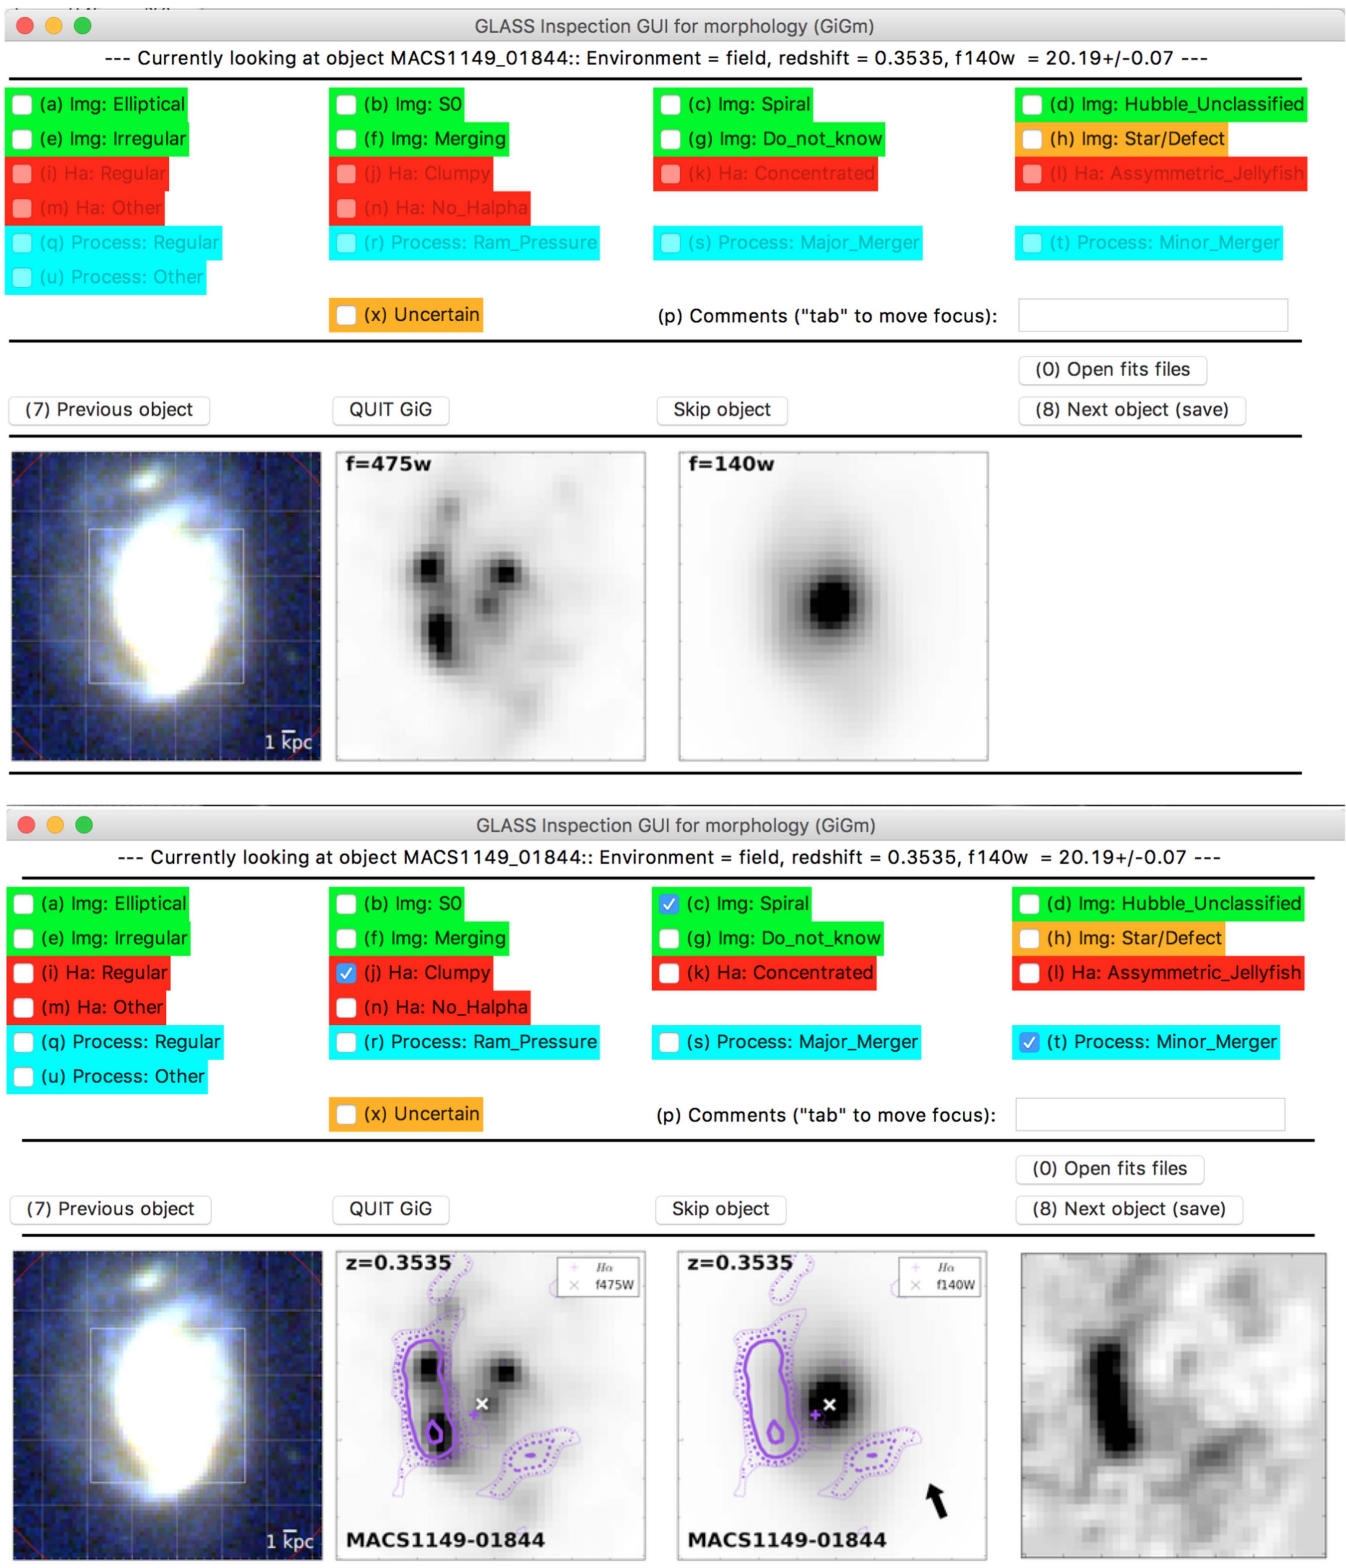 GLASS Inspection GUI for morphology (GiGm)
--- Currently looking at object MACS1149_01844:: Environment = field, redshift = 0.3535, f140w = 20.19+/-0.07 ---
(a) Img: Elliptical (b) Img: S0 (c) Img: Spiral (d) Img: Hubble_Unclassified
(e) Img: Irregular (f) Img: Merging (g) Img: Do_not_know (h) Img: Star/Defect
(i) Ha: Regular (j) Ha: Clumpy (k) Ha: Concentrated (l) Ha: Assymmetric_Jellyfish
(m) Ha: Other (n) Ha: No_Halpha
(q) Process: Regular (r) Process: Ram_Pressure (s) Process: Major_Merger (t) Process: Minor_Merger
(u) Process: Other
(x) Uncertain (p) Comments ("tab" to move focus):
(0) Open fits files
(7) Previous object QUIT GiG Skip object (8) Next object (save)
f=475w f=140w
1 kpc
GLASS Inspection GUI for morphology (GiGm)
--- Currently looking at object MACS1149_01844:: Environment = field, redshift = 0.3535, f140w = 20.19+/-0.07 ---
(a) Img: Elliptical (b) Img: S0 (c) Img: Spiral (d) Img: Hubble_Unclassified
(e) Img: Irregular (f) Img: Merging (g) Img: Do_not_know (h) Img: Star/Defect
(i) Ha: Regular (j) Ha: Clumpy (k) Ha: Concentrated (l) Ha: Assymmetric_Jellyfish
(m) Ha: Other (n) Ha: No_Halpha
(q) Process: Regular (r) Process: Ram_Pressure (s) Process: Major_Merger (t) Process: Minor_Merger
(u) Process: Other
(x) Uncertain (p) Comments ("tab" to move focus):
(0) Open fits files
(7) Previous object QUIT GiG Skip object (8) Next object (save)
z=0.3535 Hα z=0.3535 Hα
f475W f140W
1 kpc MACS1149-01844 MACS1149-01844